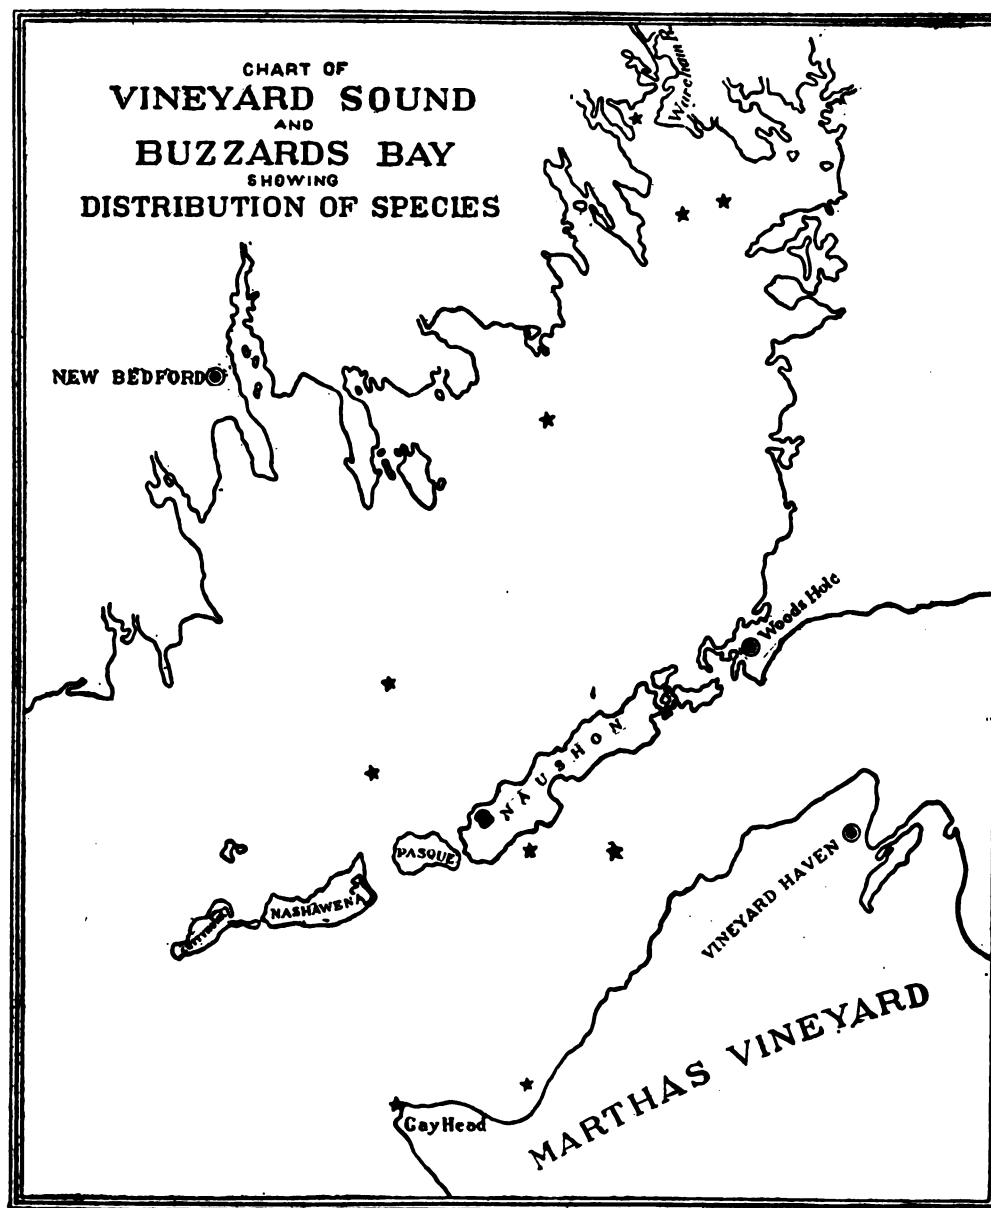 CHART OF
VINEYARD SOUND
AND
BUZZARDS BAY
SHOWING
DISTRIBUTION OF SPECIES
Wareham R.
NEW BEDFORD
Woods Hole
NAUSHON
PASQUE
NASHAWENA
VINEYARD HAVEN
MARTHAS VINEYARD
Gay Head